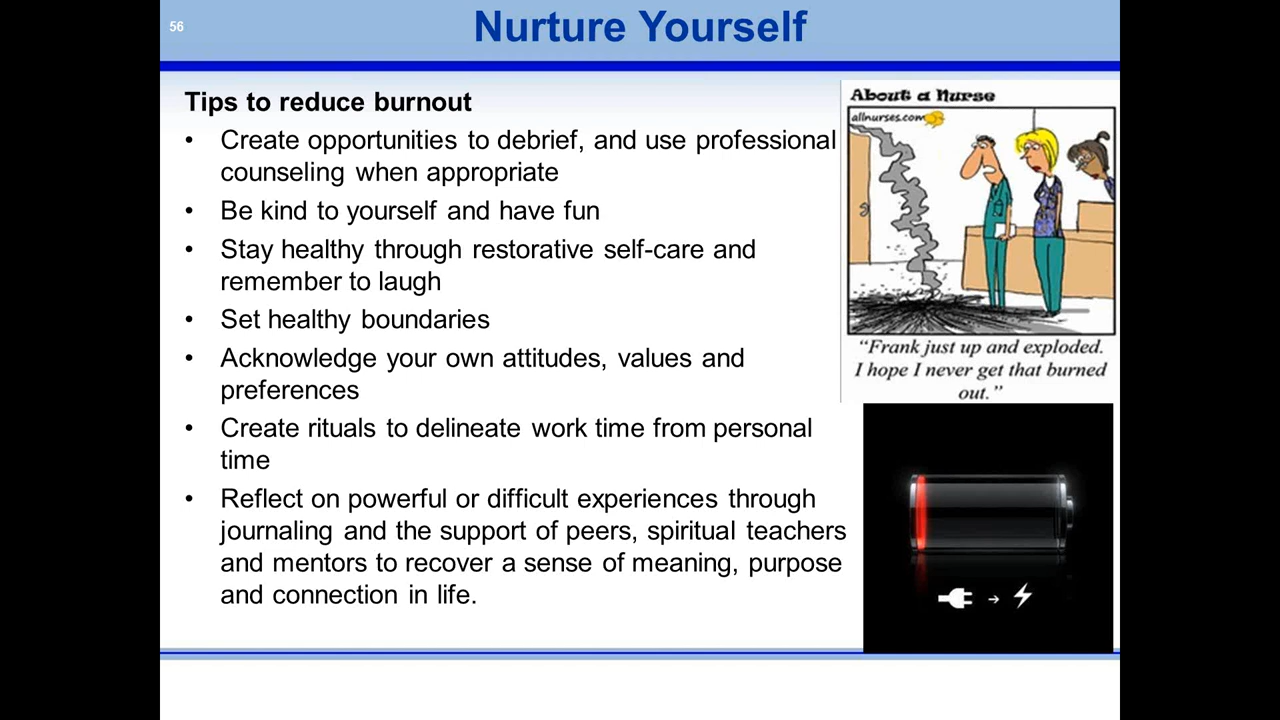 56
Nurture Yourself
Tips to reduce burnout
• Create opportunities to debrief, and use professional
counseling when appropriate
• Be kind to yourself and have fun
• Stay healthy through restorative self-care and
remember to laugh
• Set healthy boundaries
• Acknowledge your own attitudes, values and
preferences
• Create rituals to delineate work time from personal
time
• Reflect on powerful or difficult experiences through
journaling and the support of peers, spiritual teachers
and mentors to recover a sense of meaning, purpose
and connection in life.
About a Nurse
allnurses.com
“Frank just up and exploded.
I hope I never get that burned
out.”